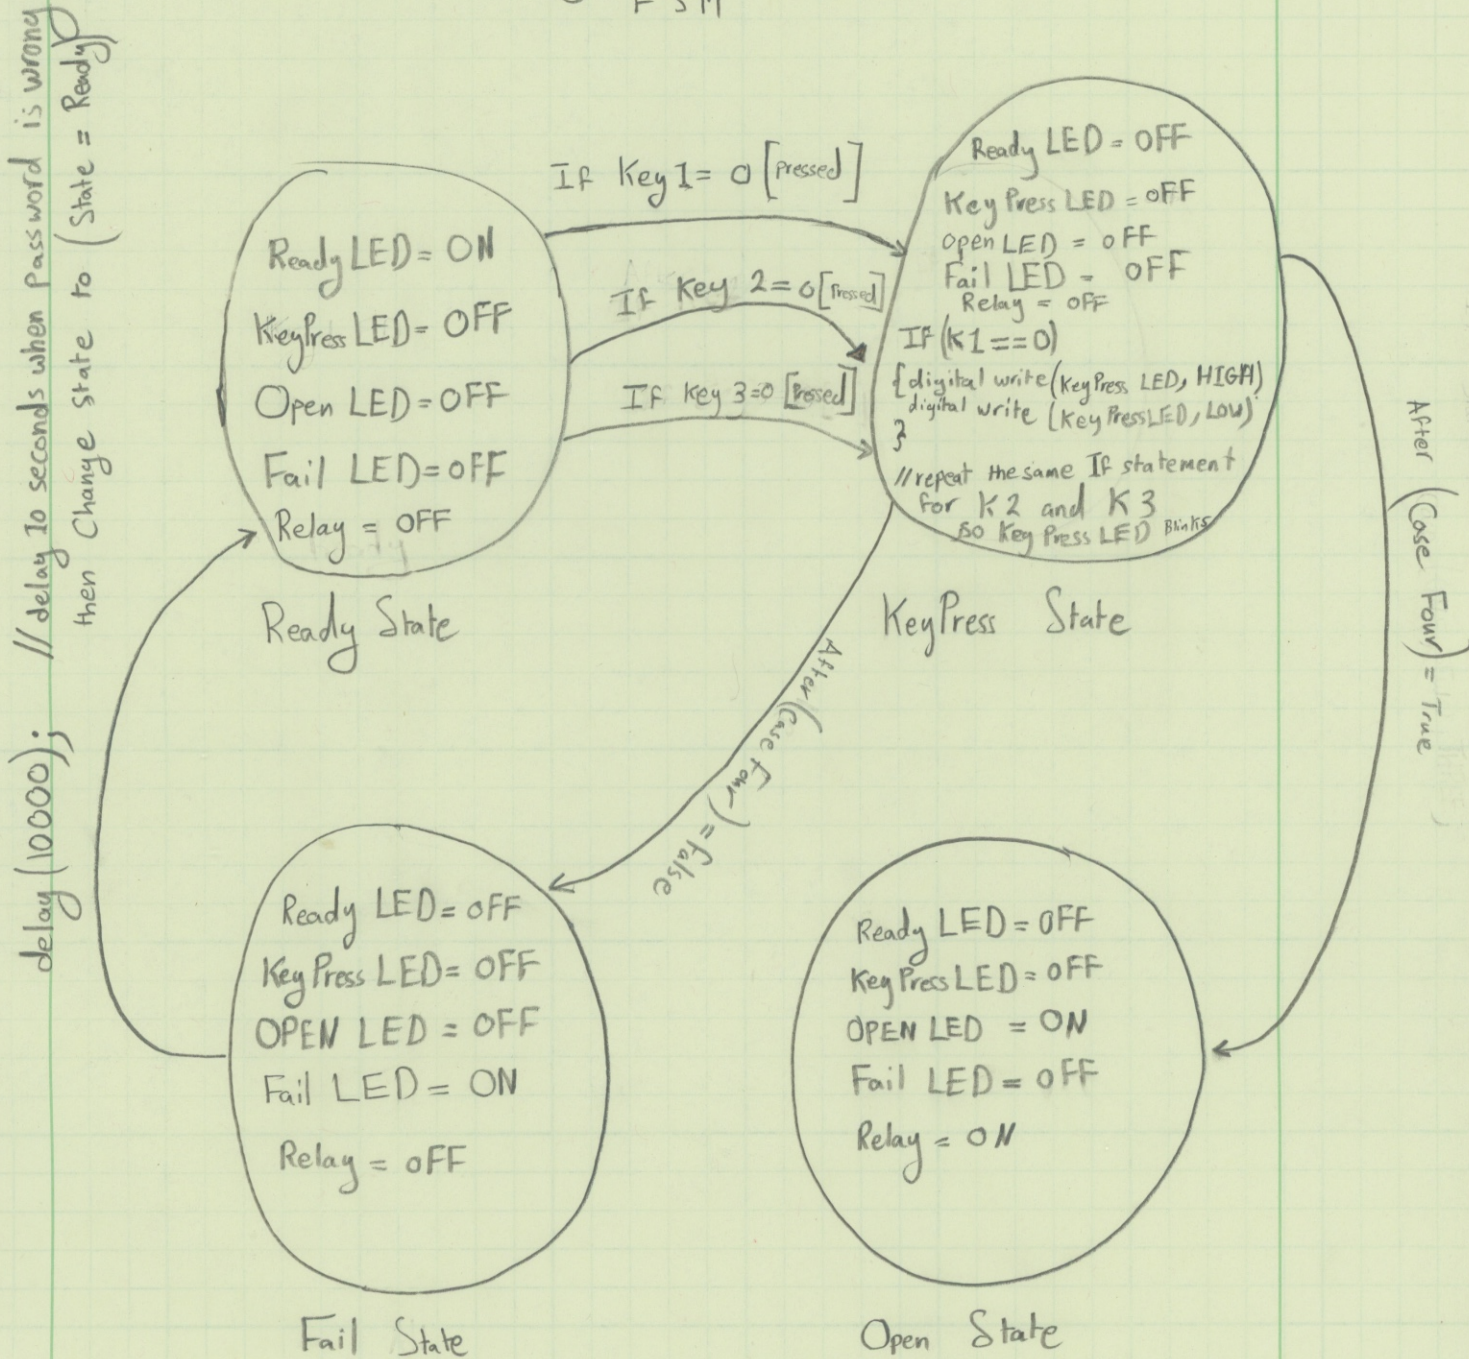 FSM
// delay 10 seconds when password is wrong
then Change State to (State = Ready)
delay(10000);
Ready LED = ON
KeyPress LED = OFF
Open LED = OFF
Fail LED = OFF
Relay = OFF
Ready State
If Key 1 = 0 [Pressed]
If Key 2 = 0 [Pressed]
If Key 3 = 0 [Pressed]
Ready LED = OFF
Key Press LED = OFF
Open LED = OFF
Fail LED = OFF
Relay = OFF
If (K1 == 0)
{ digital write (KeyPress LED, HIGH)
digital write (Key Press LED, LOW)
}
// repeat the same If statement
for K2 and K3
so Key Press LED Blinks
KeyPress State
After (Case Four) = True
After (Case Four) = False
Ready LED = OFF
Key Press LED = OFF
OPEN LED = OFF
Fail LED = ON
Relay = OFF
Fail State
Ready LED = OFF
Key Press LED = OFF
OPEN LED = ON
Fail LED = OFF
Relay = ON
Open State